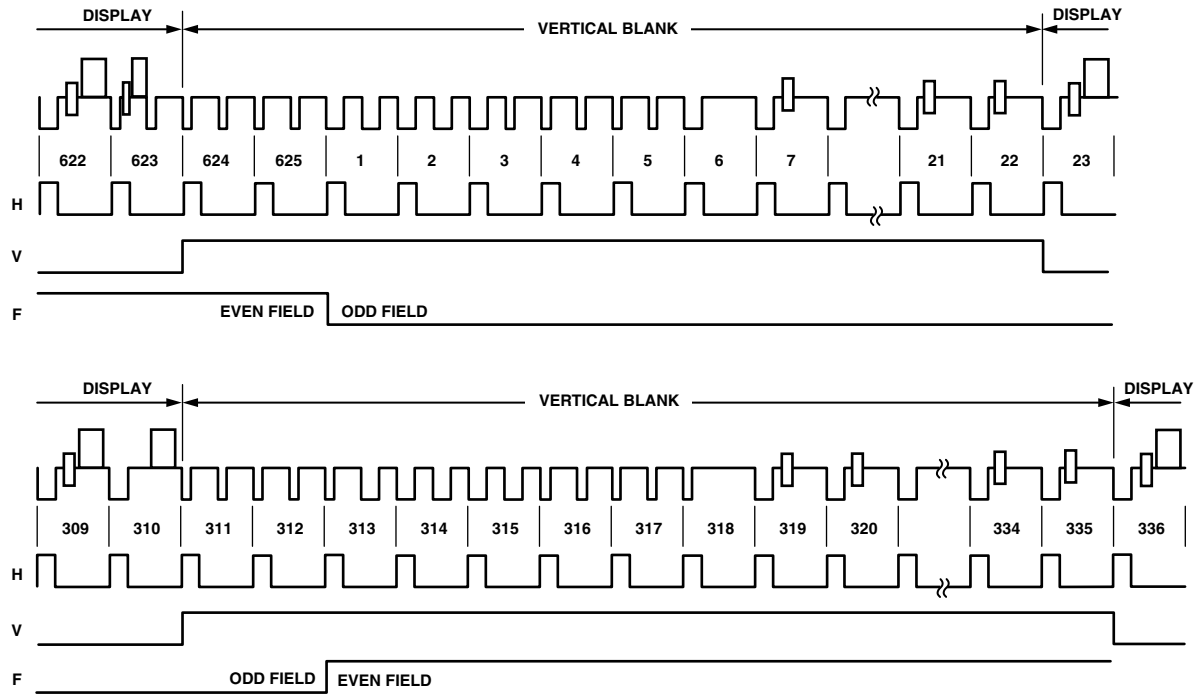 DISPLAY VERTICAL BLANK DISPLAY
622 623 624 625 1 2 3 4 5 6 7 21 22 23
H
V
EVEN FIELD ODD FIELD
F
DISPLAY VERTICAL BLANK DISPLAY
309 310 311 312 313 314 315 316 317 318 319 320 334 335 336
H
V
ODD FIELD EVEN FIELD
F